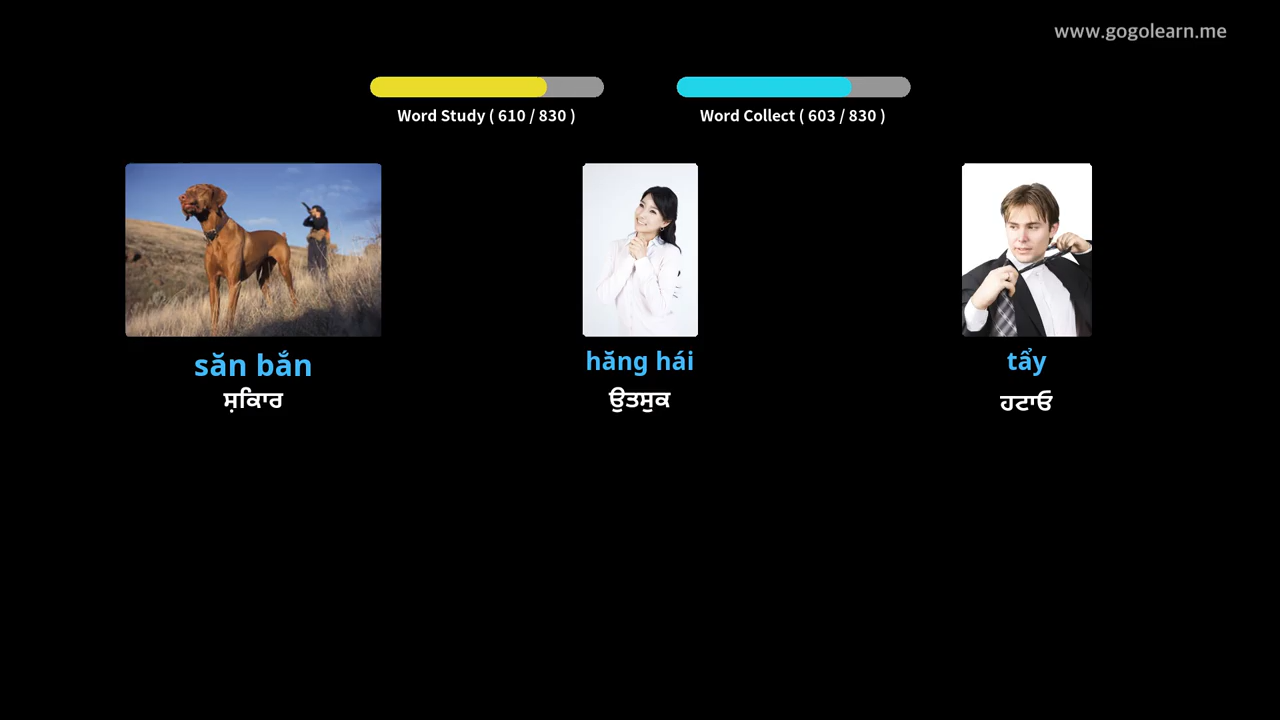 www.gogolearn.me
Word Study ( 610 / 830 )
Word Collect ( 603 / 830 )
săn bắn
ਸ਼ਿਕਾਰ
hăng hái
ਉਤਸੁਕ
tẩy
ਹਟਾਓ